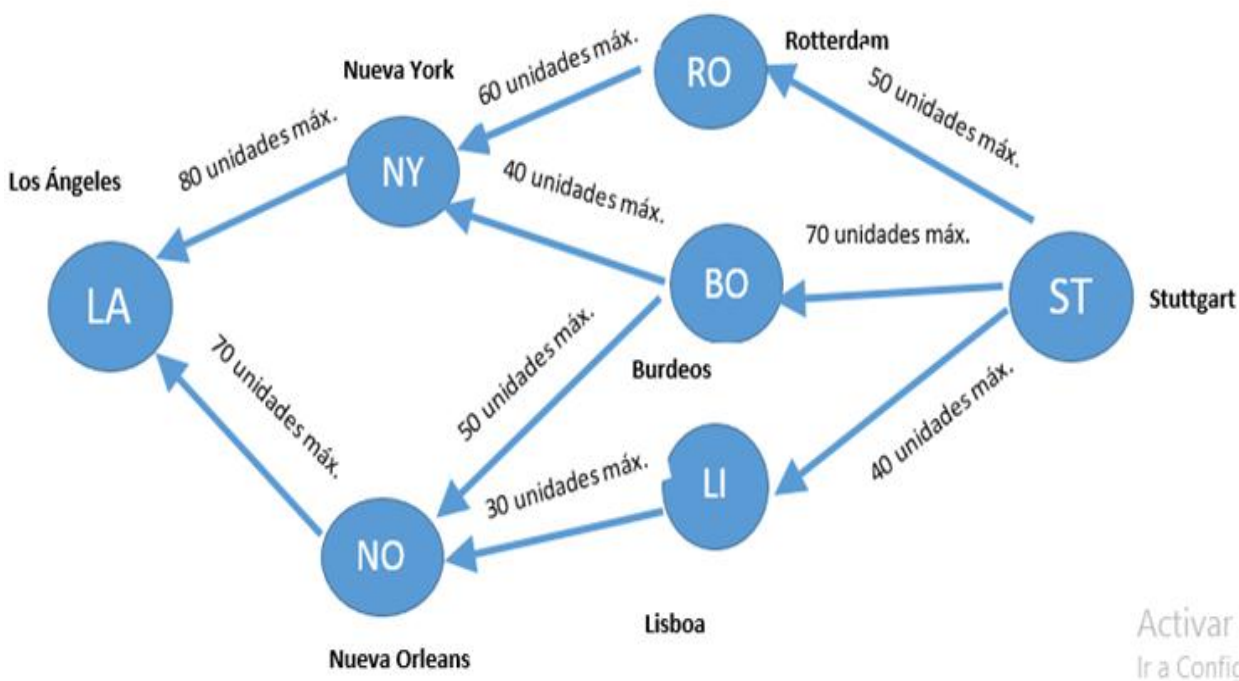 Rotterdam
RO
50 unidades máx.
60 unidades máx.
Nueva York
NY
80 unidades máx.
40 unidades máx.
Los Ángeles
LA
BO
70 unidades máx.
ST
Stuttgart
Burdeos
50 unidades máx.
70 unidades máx.
40 unidades máx.
LI
30 unidades máx.
NO
Lisboa
Nueva Orleans
Activar
Ir a Config